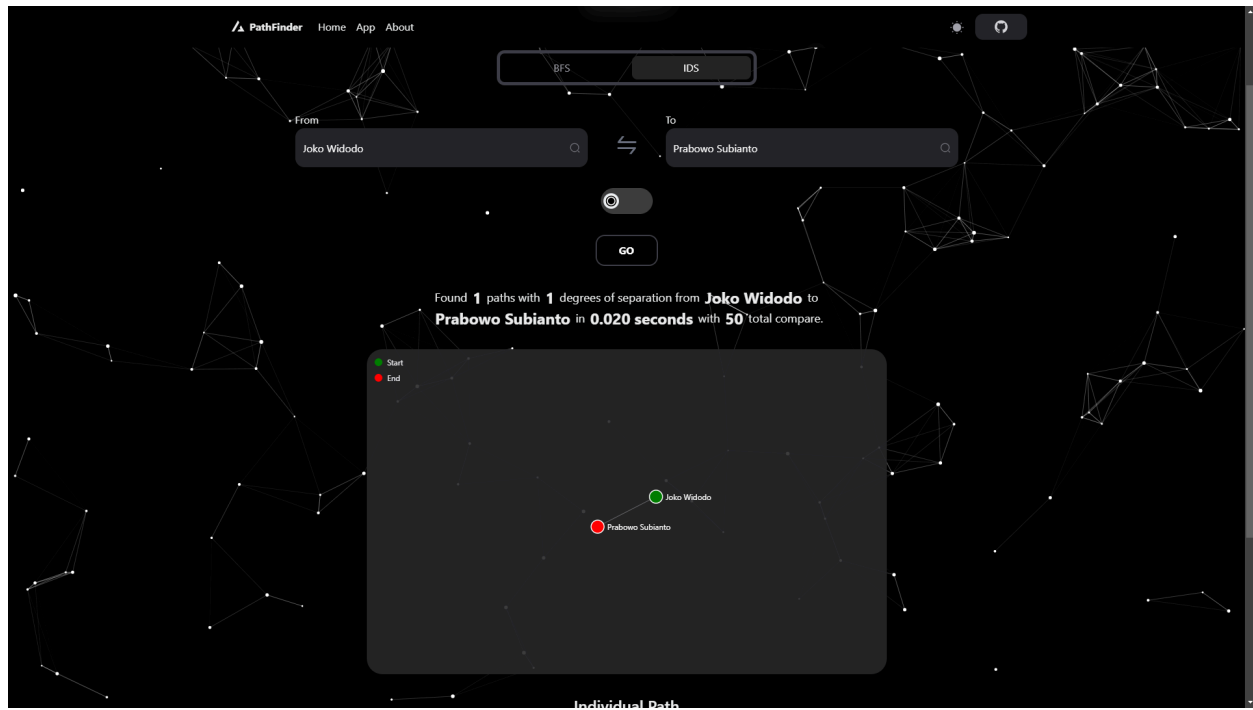 PathFinder Home App About
BFS IDS
From To
Joko Widodo Prabowo Subianto
GO
Found 1 paths with 1 degrees of separation from Joko Widodo to
Prabowo Subianto in 0.020 seconds with 50 total compare.
Start
End
Joko Widodo
Prabowo Subianto
Individual Path